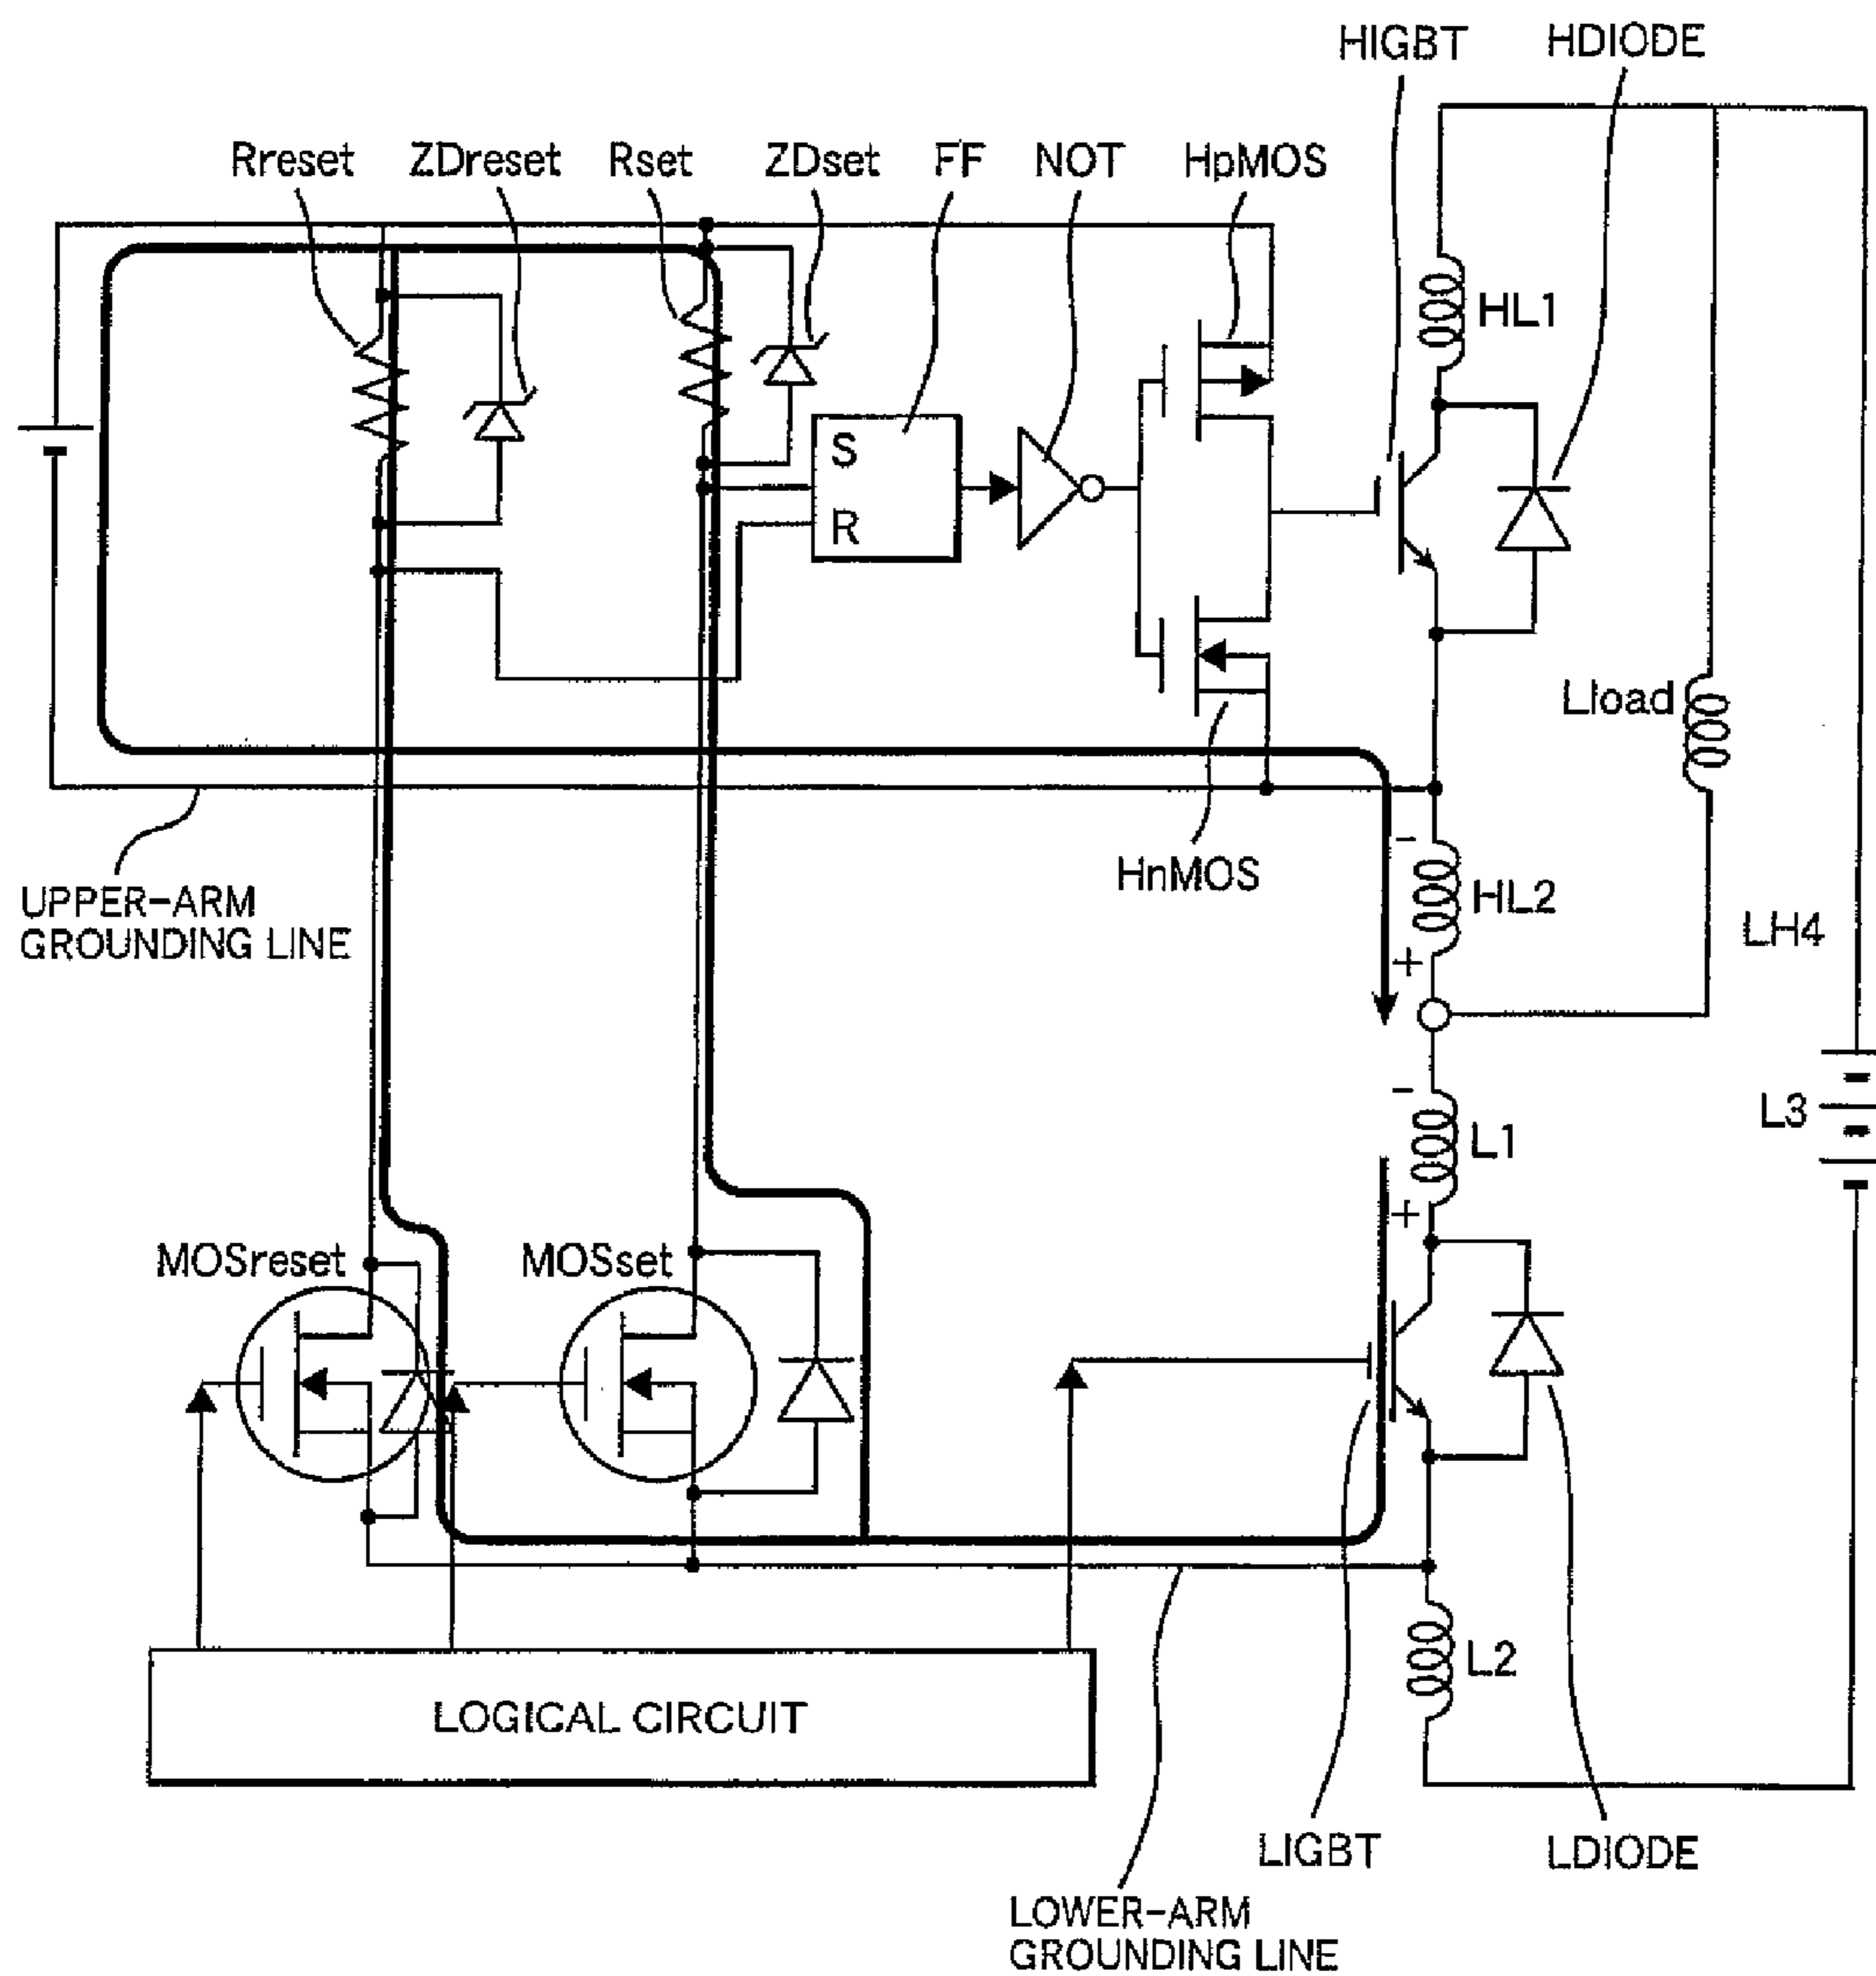 HIGBT HDIODE
Rreset ZDreset Rset ZDset FF NOT HpMOS
HL1
S
R
Lload
HnMOS
UPPER-ARM
GROUNDING LINE
-
HL2
LH4
+
-
L3
L1
+
MOSreset MOSset
L2
LOGICAL CIRCUIT
LIGBT LDIODE
LOWER-ARM
GROUNDING LINE